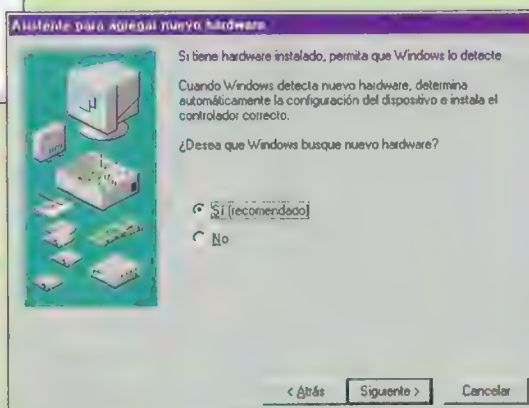 Asistente para agregar nuevo hardware
Si tiene hardware instalado, permita que Windows lo detecte
Cuando Windows detecta nuevo hardware, determina
automáticamente la configuración del dispositivo e instala el
controlador correcto.
¿Desea que Windows busque nuevo hardware?
Sí (recomendado)
No
< Atrás
Siguiente >
Cancelar